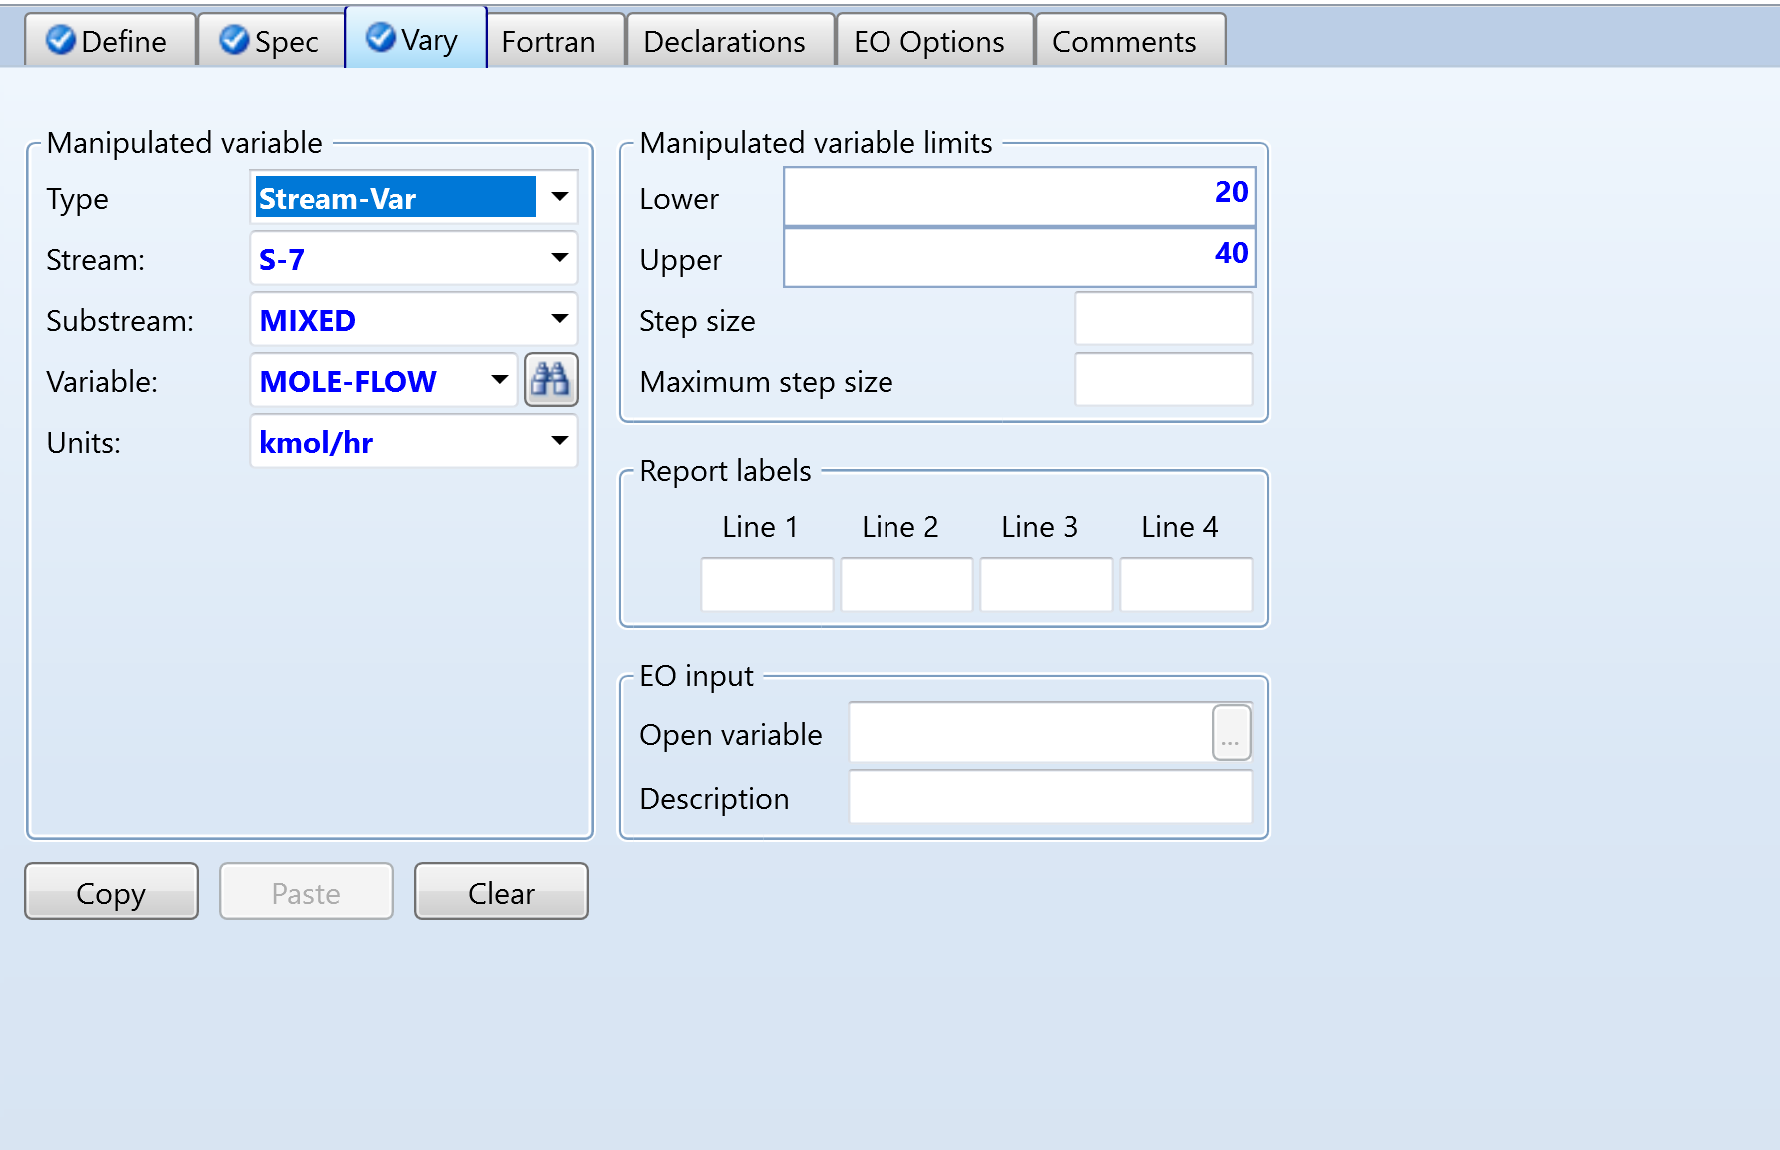 Define Spec Vary Fortran Declarations EO Options Comments
Manipulated variable
Type Stream-Var
Stream: S-7
Substream: MIXED
Variable: MOLE-FLOW
Units: kmol/hr
Manipulated variable limits
Lower 20
Upper 40
Step size
Maximum step size
Report labels
Line 1 Line 2 Line 3 Line 4
EO input
Open variable ...
Description
Copy Paste Clear